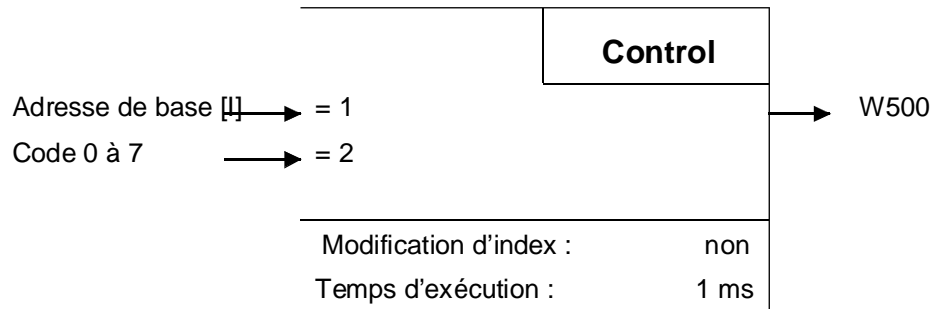 Control
Adresse de base [I] = 1 W500
Code 0 à 7 = 2
Modification d’index : non
Temps d’exécution : 1 ms